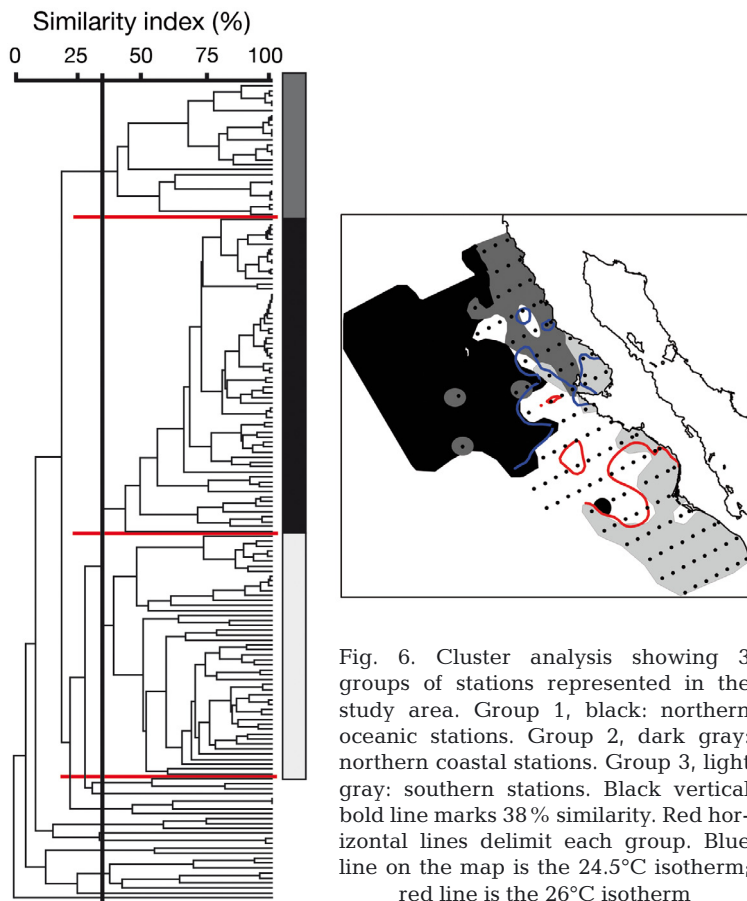 Similarity index (%)
0 25 50 75 100
Fig. 6. Cluster analysis showing 3
groups of stations represented in the
study area. Group 1, black: northern
oceanic stations. Group 2, dark gray:
northern coastal stations. Group 3, light
gray: southern stations. Black vertical
bold line marks 38% similarity. Red hor-
izontal lines delimit each group. Blue
line on the map is the 24.5°C isotherm;
red line is the 26°C isotherm